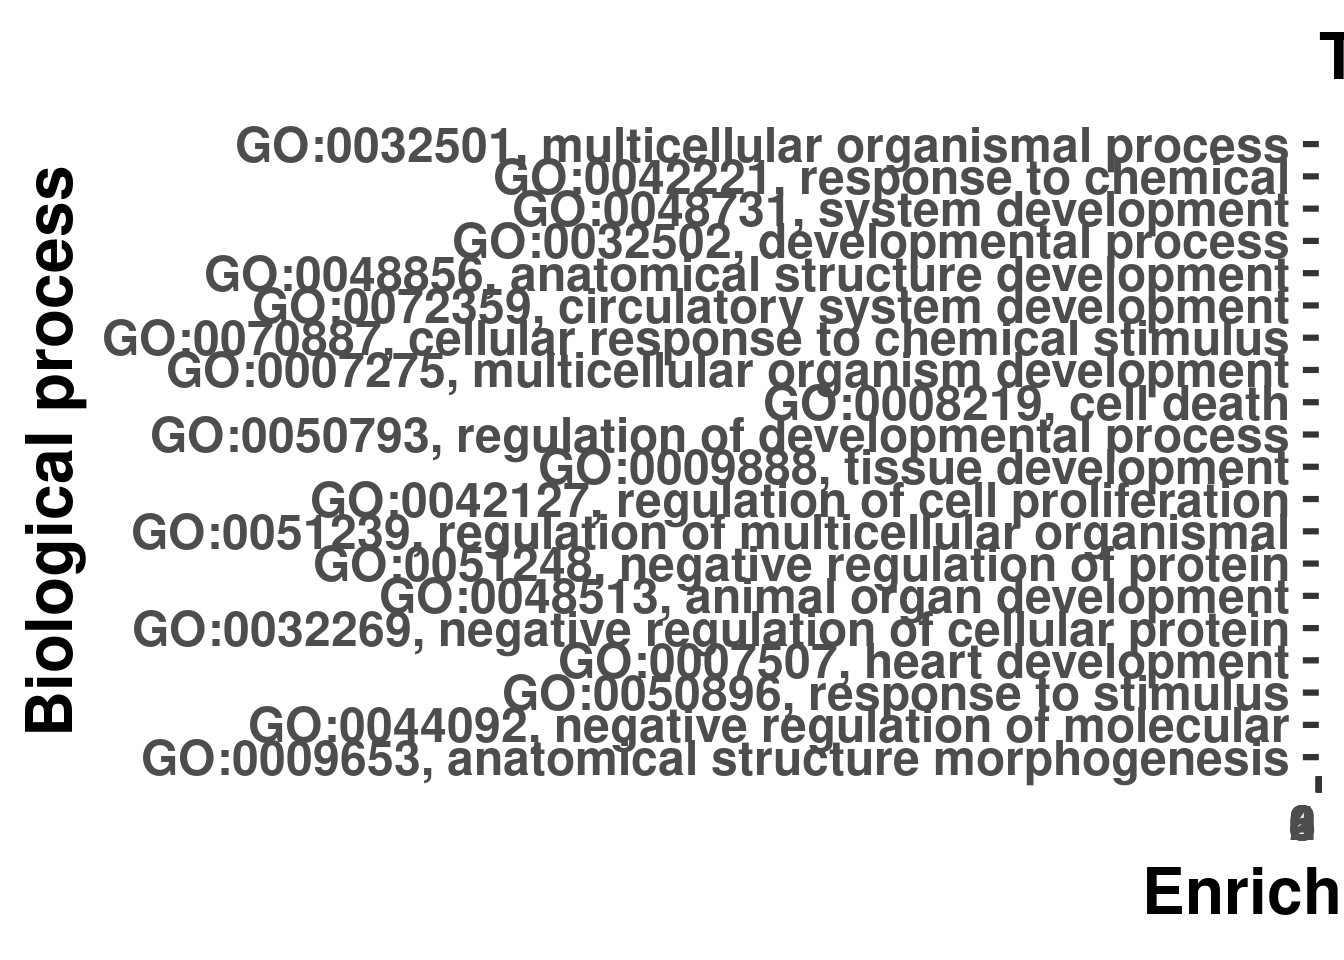 T
Biological process
GO:0032501, multicellular organismal process
GO:0042221, response to chemical
GO:0048731, system development
GO:0032502, developmental process
GO:0048856, anatomical structure development
GO:0072359, circulatory system development
GO:0070887, cellular response to chemical stimulus
GO:0007275, multicellular organism development
GO:0008219, cell death
GO:0050793, regulation of developmental process
GO:0009888, tissue development
GO:0042127, regulation of cell proliferation
GO:0051239, regulation of multicellular organismal
GO:0051248, negative regulation of protein
GO:0048513, animal organ development
GO:0032269, negative regulation of cellular protein
GO:0007507, heart development
GO:0050896, response to stimulus
GO:0044092, negative regulation of molecular
GO:0009653, anatomical structure morphogenesis
Enrich